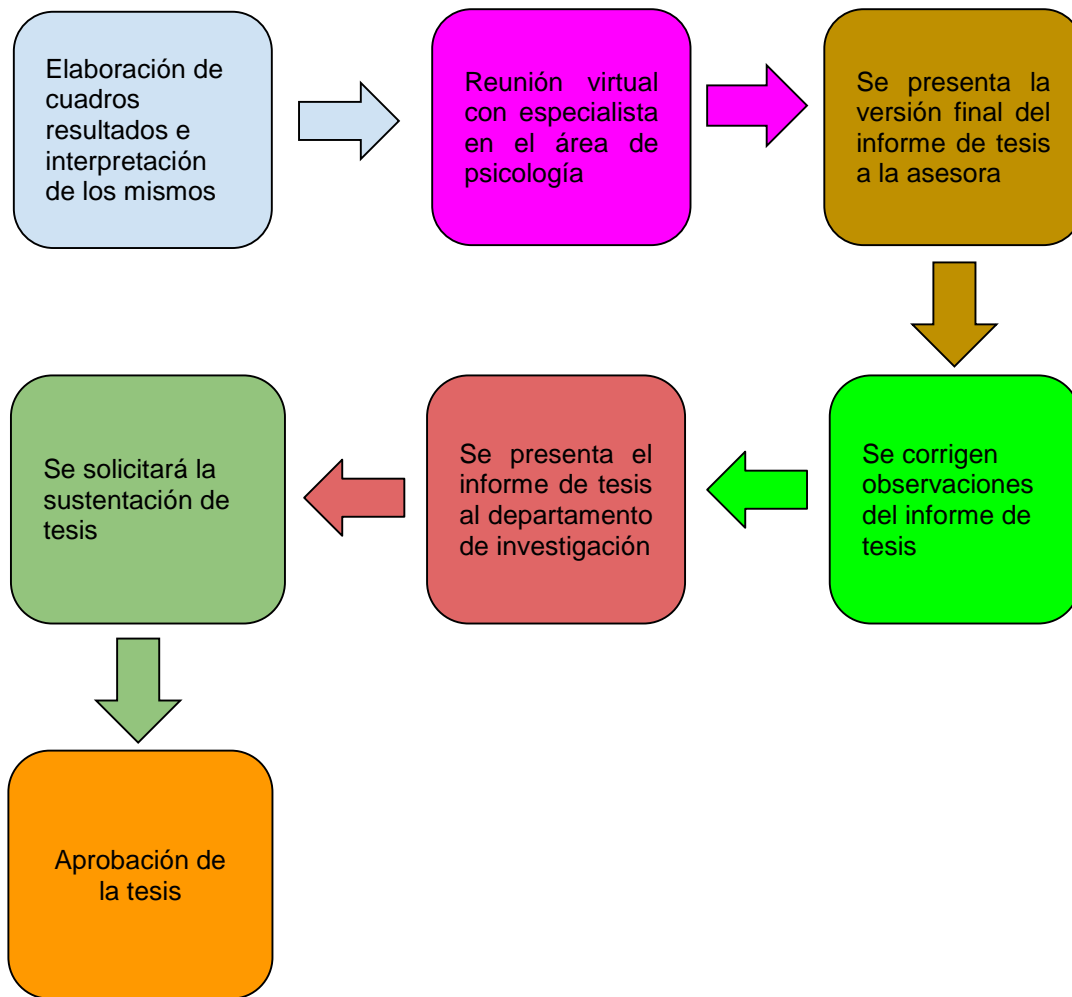 Elaboración de
cuadros
resultados e
interpretación
de los mismos
Reunión virtual
con especialista
en el área de
psicología
Se presenta la
versión final del
informe de tesis
a la asesora
Se corrigen
observaciones
del informe de
tesis
Se presenta el
informe de tesis
al departamento
de investigación
Se solicitará la
sustentación de
tesis
Aprobación de
la tesis